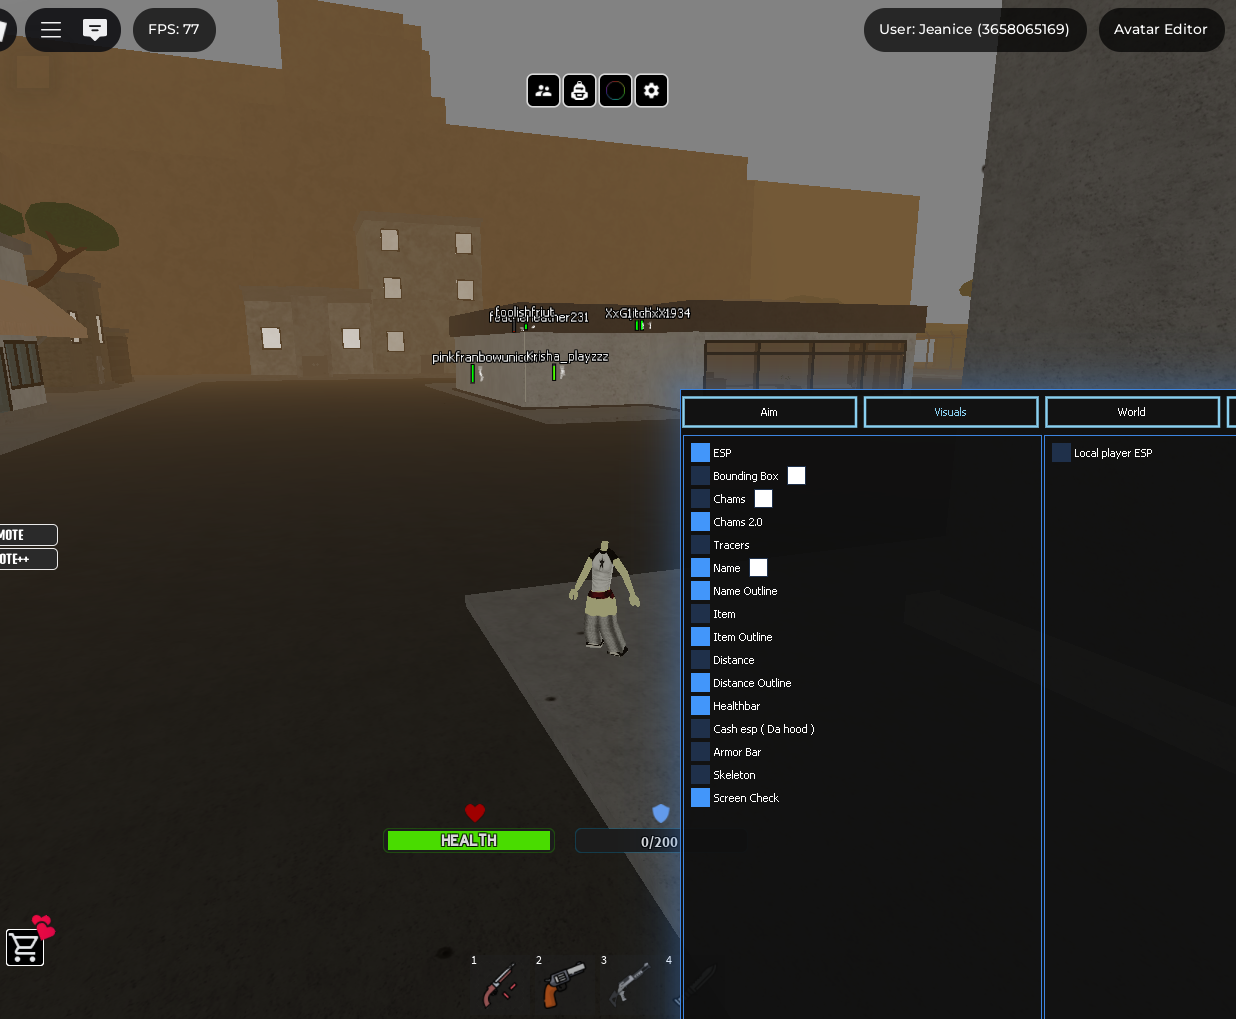 FPS: 77
User: Jeanice (3658065169)
Avatar Editor
foolishfriut
XxGlitchxX1934
Krisha_playzzz
Aim
Visuals
World
ESP
Local player ESP
Bounding Box
Chams
Chams 2.0
Tracers
Name
Name Outline
Item
Item Outline
Distance
Distance Outline
Healthbar
Cash esp ( Da hood )
Armor Bar
Skeleton
Screen Check
MOTE
OTE++
HEALTH
0/200
1
2
3
4